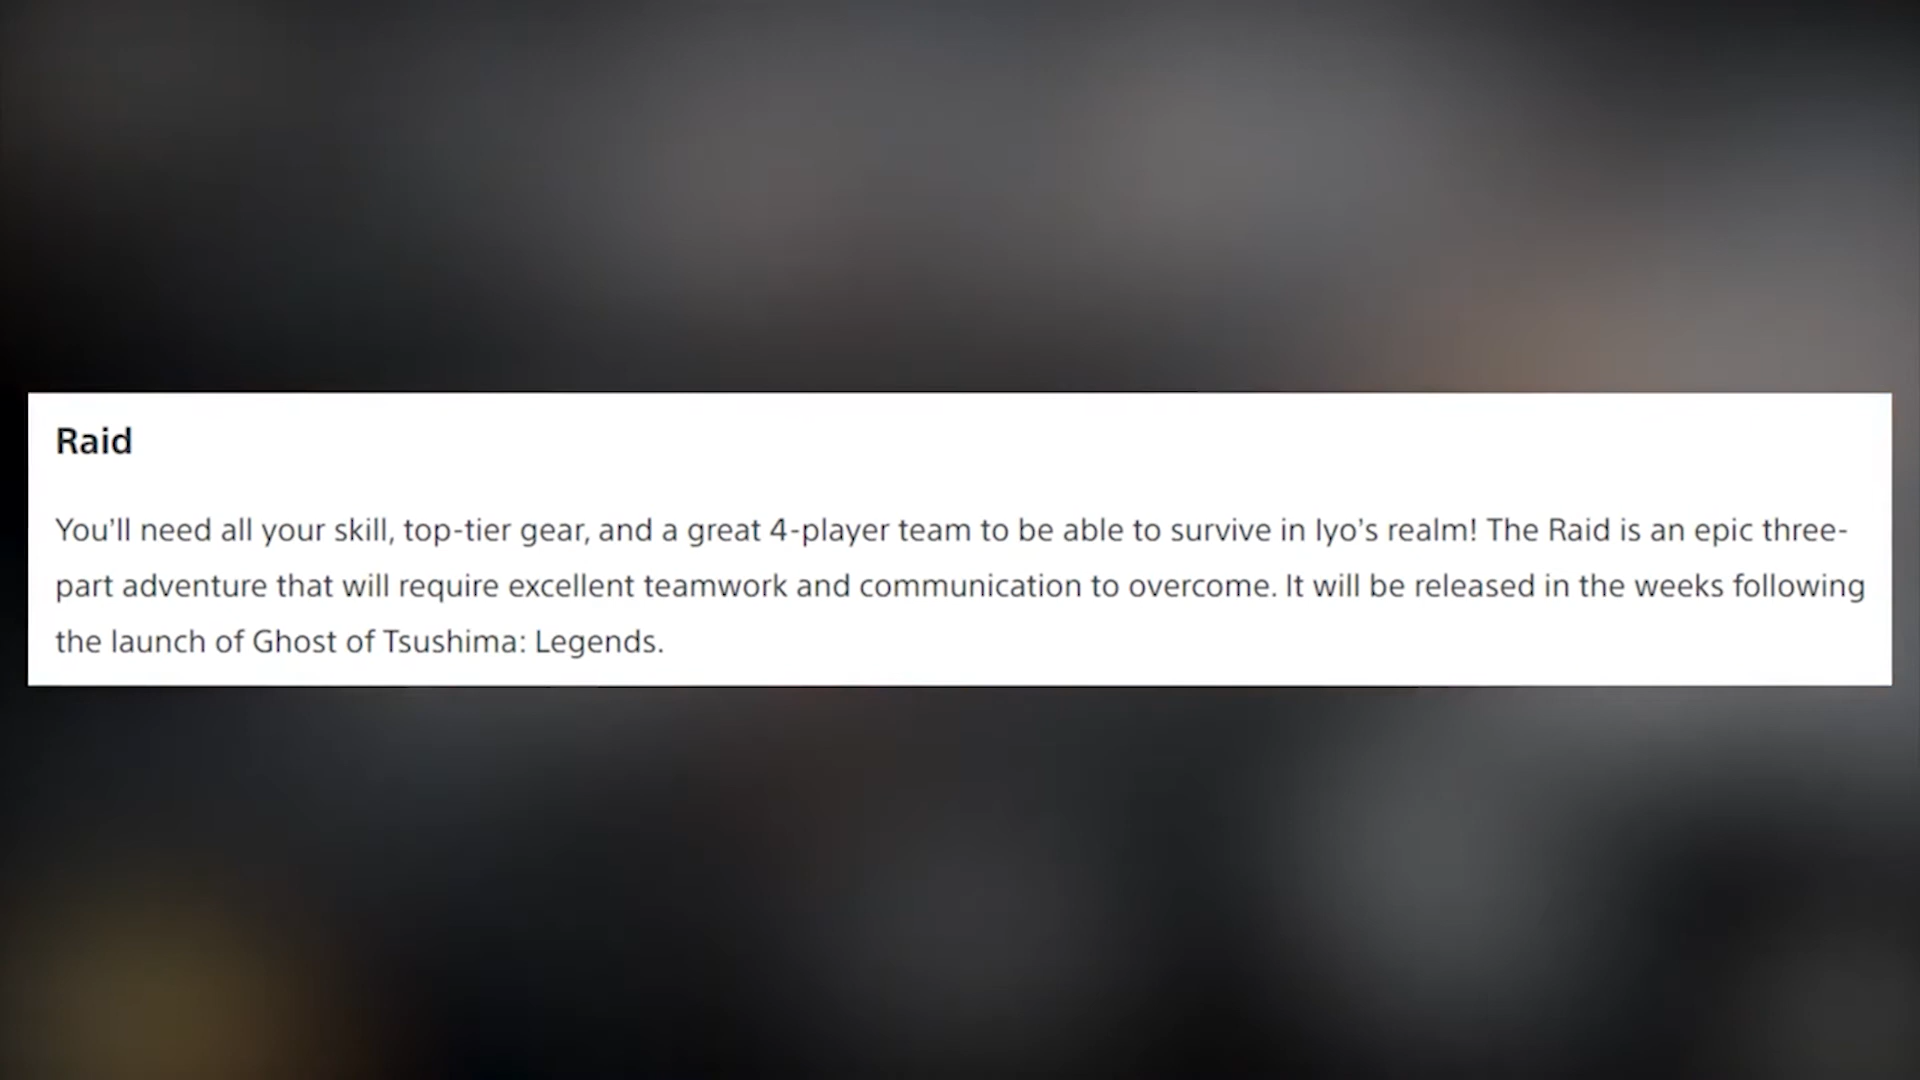 Raid
You’ll need all your skill, top-tier gear, and a great 4-player team to be able to survive in Iyo’s realm! The Raid is an epic three-
part adventure that will require excellent teamwork and communication to overcome. It will be released in the weeks following
the launch of Ghost of Tsushima: Legends.